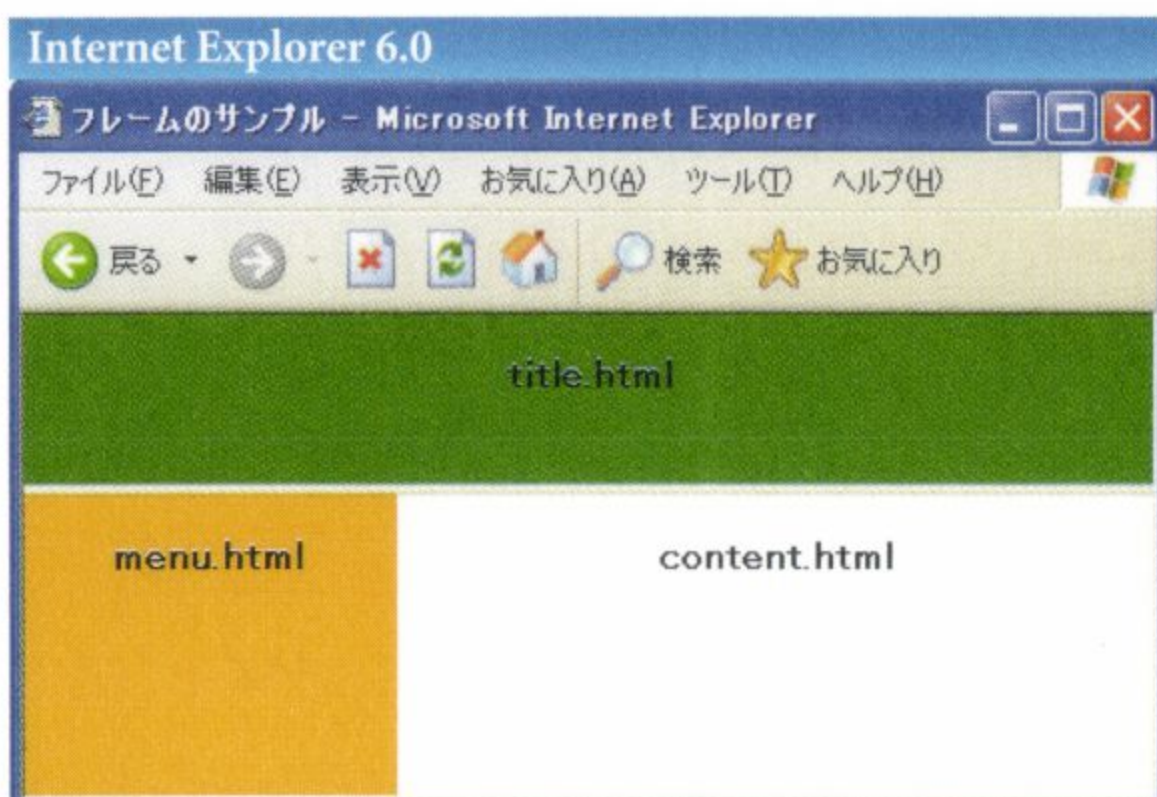 Internet Explorer 6.0
フレームのサンプル - Microsoft Internet Explorer
ファイル(F) 編集(E) 表示(V) お気に入り(A) ツール(T) ヘルプ(H)
戻る 検索 お気に入り
title.html
menu.html content.html